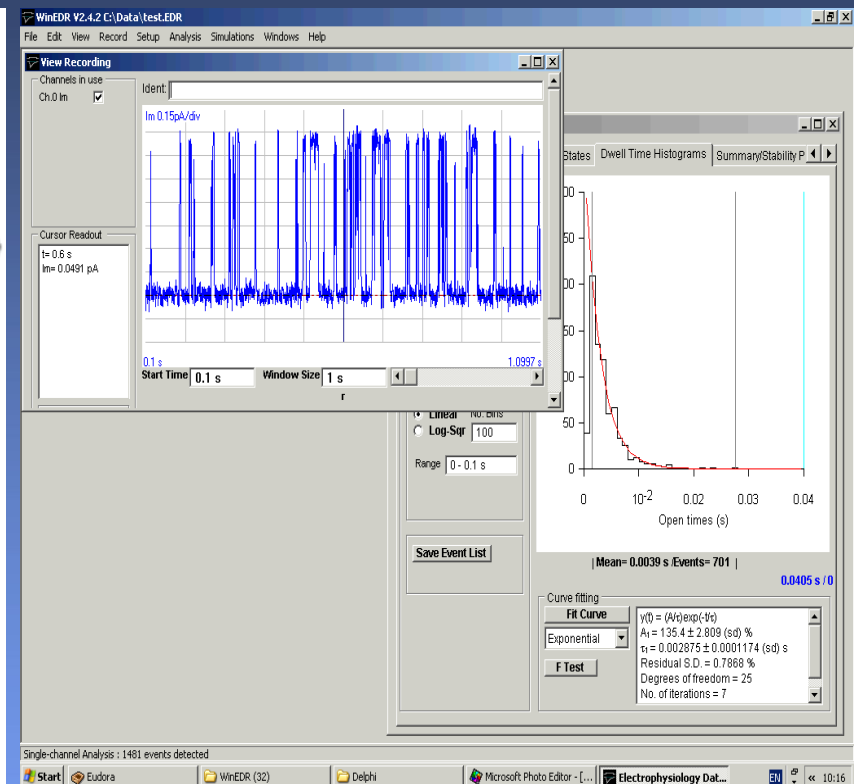 WinEDR V2.4.2 C:\Data\test.EDR
File Edit View Record Setup Analysis Simulations Windows Help
View Recording
Channels in use
Ch.0 Im
Ident:
Im 0.15pA/div
Cursor Readout
t= 0.6 s
Im= 0.0491 pA
0.1 s
1.0997 s
Start Time 0.1 s Window Size 1 s
r
States Dwell Time Histograms Summary/Stability P
00
50
00
50
00
50
0
0 10-2 0.02 0.03 0.04
Open times (s)
Linear No. Bins
Log-Sqr 100
Range 0 - 0.1 s
Save Event List
| Mean= 0.0039 s /Events= 701 |
0.0405 s / 0
Curve fitting
Fit Curve
Exponential
F Test
y(t) = (A/τ)exp(-t/τ)
A1 = 135.4 ± 2.809 (sd) %
τ1 = 0.002875 ± 0.0001174 (sd) s
Residual S.D. = 0.7868 %
Degrees of freedom = 25
No. of iterations = 7
Single-channel Analysis : 1481 events detected
Start Eudora WinEDR (32) Delphi Microsoft Photo Editor - [... Electrophysiology Dat... EN « 10:16